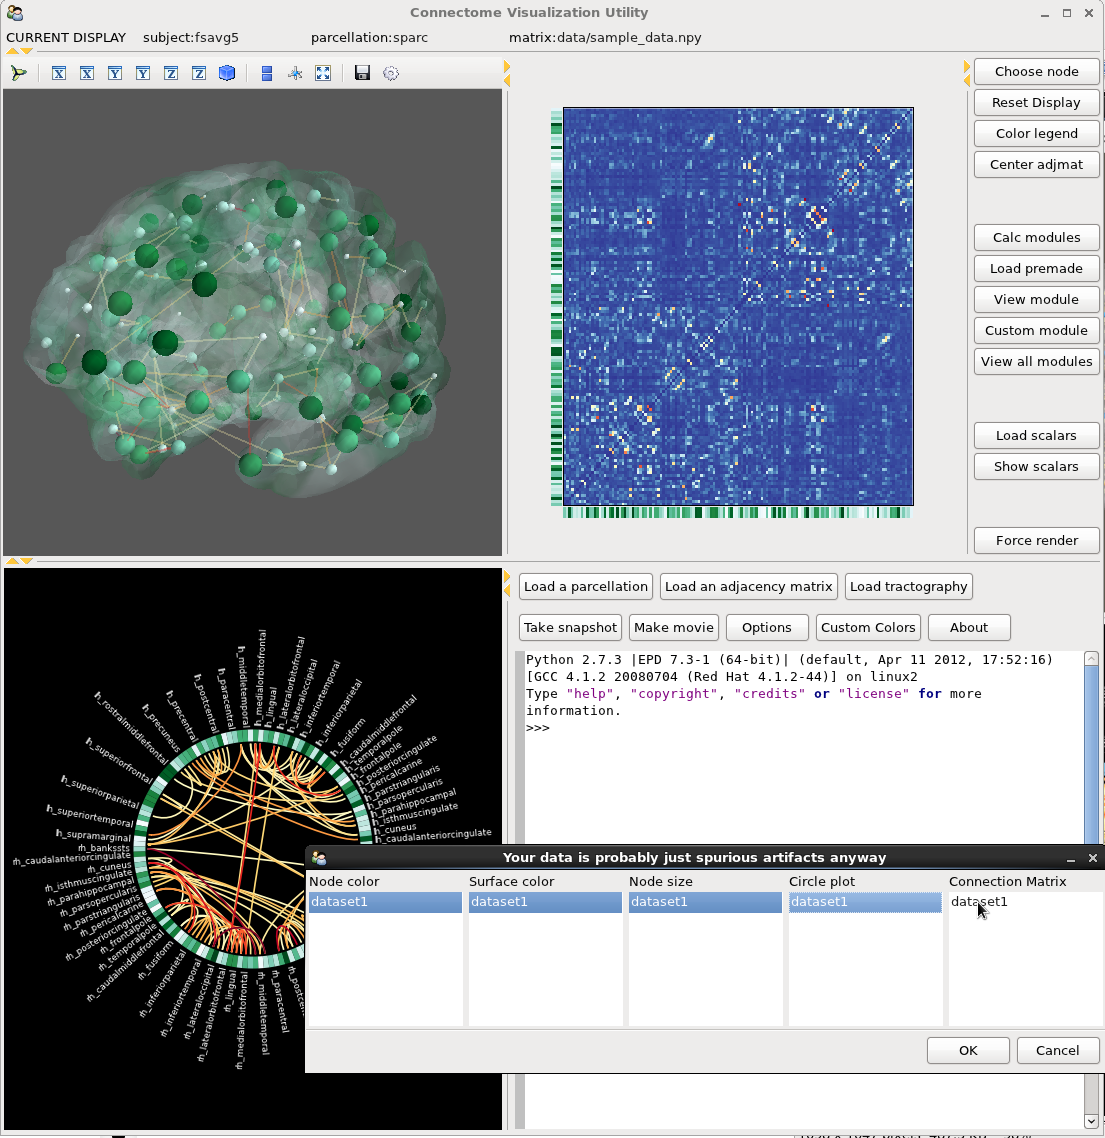 Connectome Visualization Utility
CURRENT DISPLAY subject:fsavg5 parcellation:sparc matrix:data/sample_data.npy
X X Y Y Z Z
Choose node
Reset Display
Color legend
Center adjmat
Calc modules
Load premade
View module
Custom module
View all modules
Load scalars
Show scalars
Force render
Load a parcellation Load an adjacency matrix Load tractography
Take snapshot Make movie Options Custom Colors About
Python 2.7.3 |EPD 7.3-1 (64-bit)| (default, Apr 11 2012, 17:52:16)
[GCC 4.1.2 20080704 (Red Hat 4.1.2-44)] on linux2
Type "help", "copyright", "credits" or "license" for more
information.
>>>
lh_rostralmiddlefrontal
lh_precuneus
lh_precentral
lh_postcentral
lh_paracentral
lh_middletemporal
lh_medialorbitofrontal
lh_lingual
lh_lateralorbitofrontal
lh_lateraloccipital
lh_inferiortemporal
lh_inferiorparietal
lh_fusiform
lh_caudalmiddlefrontal
lh_temporalpole
lh_frontalpole
lh_posteriorcingulate
lh_pericalcarine
lh_parstriangularis
lh_parsopercularis
lh_parahippocampal
lh_isthmuscingulate
lh_cuneus
lh_caudalanteriorcingulate
lh_superiorfrontal
lh_superiorparietal
lh_superiortemporal
lh_supramarginal
rh_bankssts
rh_caudalanteriorcingulate
rh_cuneus
rh_isthmuscingulate
rh_parahippocampal
rh_parsopercularis
rh_parstriangularis
rh_pericalcarine
rh_posteriorcingulate
rh_frontalpole
rh_temporalpole
rh_caudalmiddlefrontal
rh_fusiform
rh_inferiorparietal
rh_inferiortemporal
rh_lateraloccipital
rh_lateralorbitofrontal
rh_lingual
rh_medialorbitofrontal
rh_middletemporal
rh_paracentral
Your data is probably just spurious artifacts anyway
Node color Surface color Node size Circle plot Connection Matrix
dataset1 dataset1 dataset1 dataset1 dataset1
OK Cancel